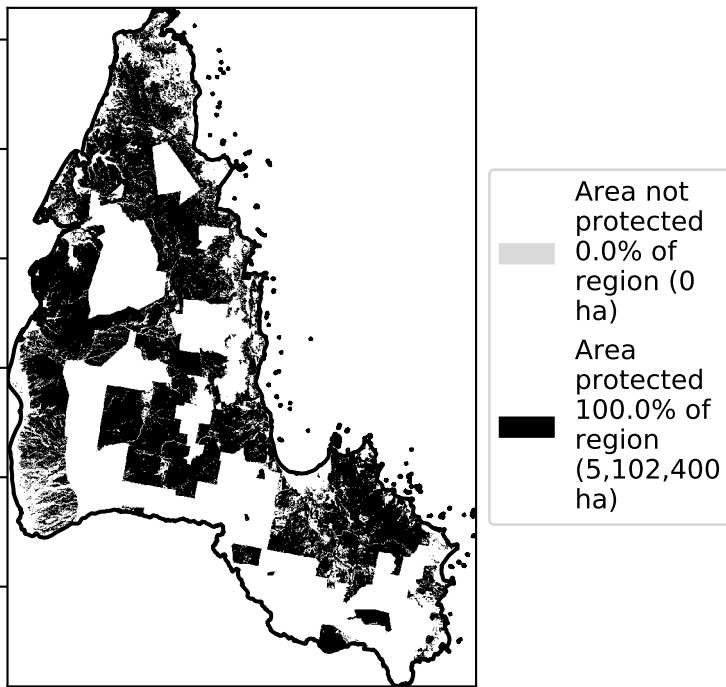 Area not
protected
0.0% of
region (0
ha)
Area
protected
100.0% of
region
(5,102,400
ha)